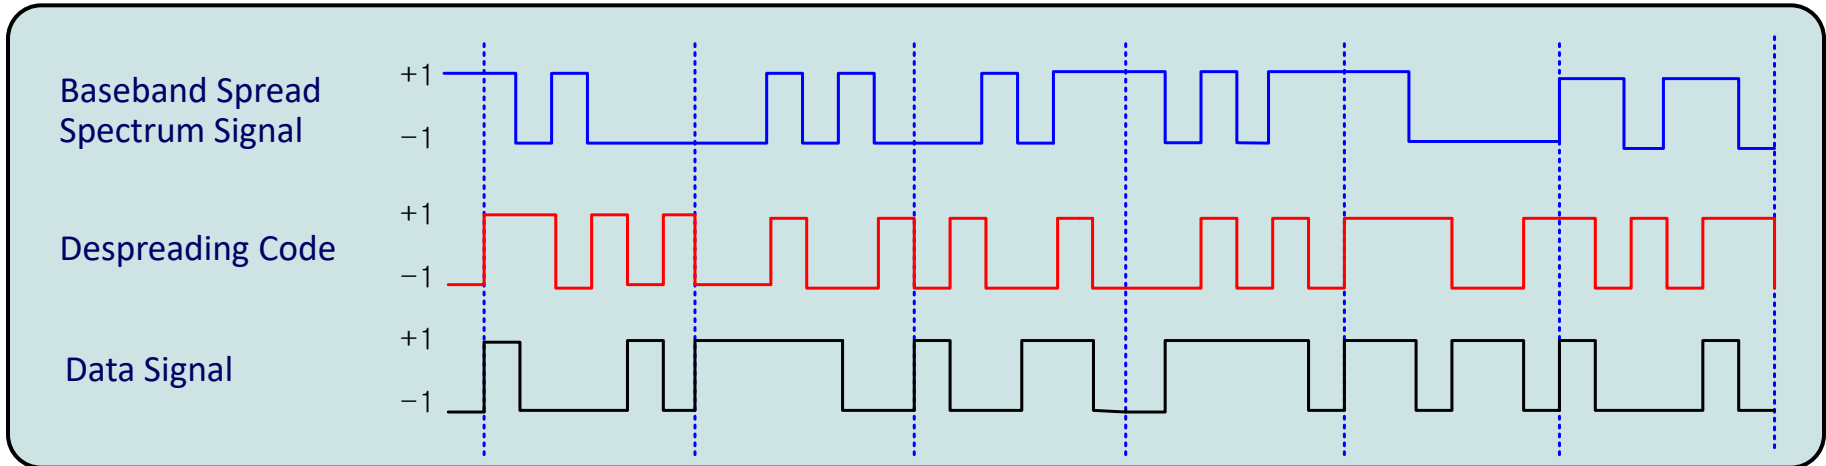 Baseband Spread
Spectrum Signal
+1
−1
Despreading Code
+1
−1
Data Signal
+1
−1